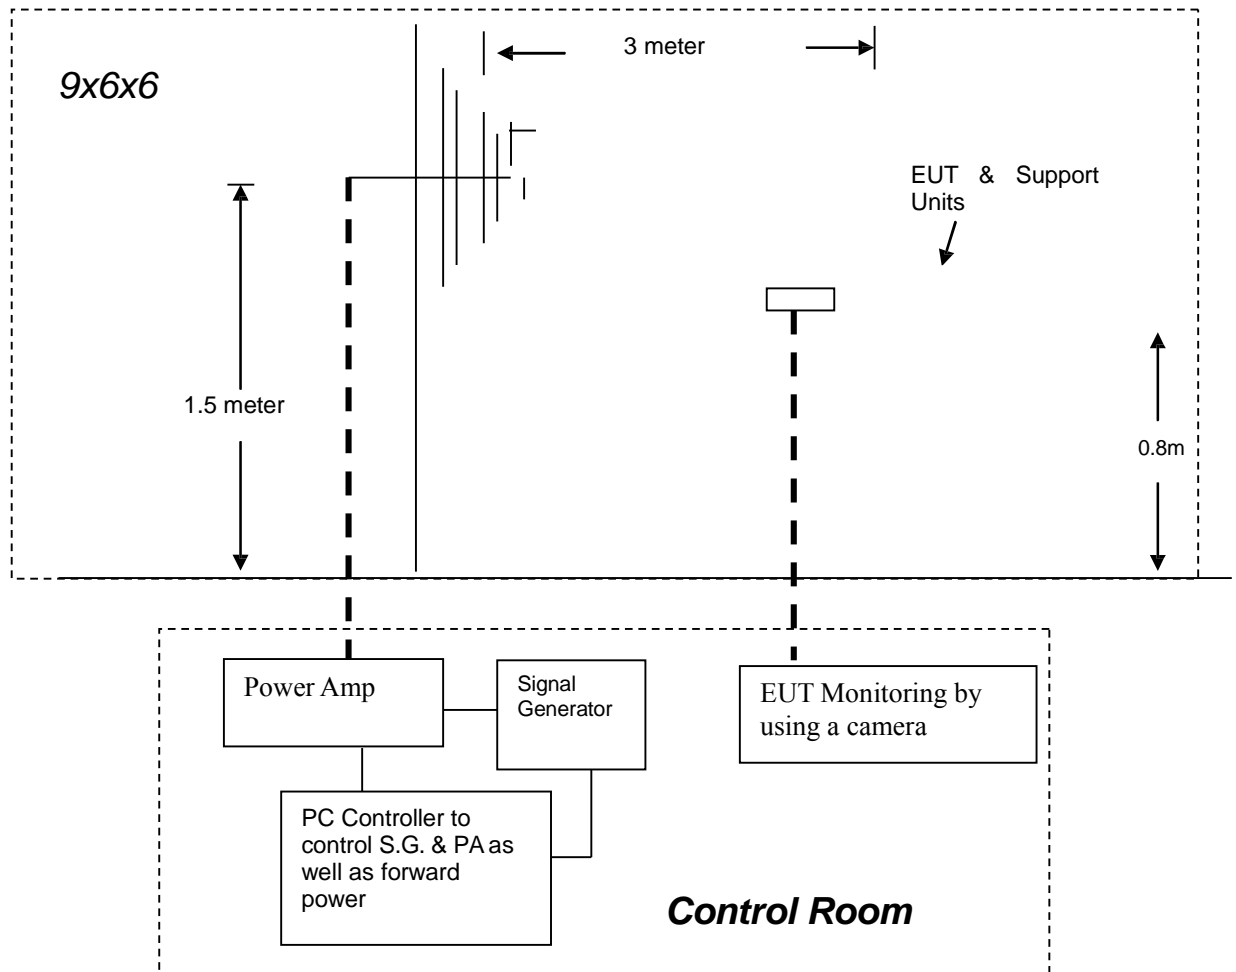 3 meter
9x6x6
EUT & Support
Units
1.5 meter
0.8m
Power Amp
Signal
Generator
EUT Monitoring by
using a camera
PC Controller to
control S.G. & PA as
well as forward
power
Control Room